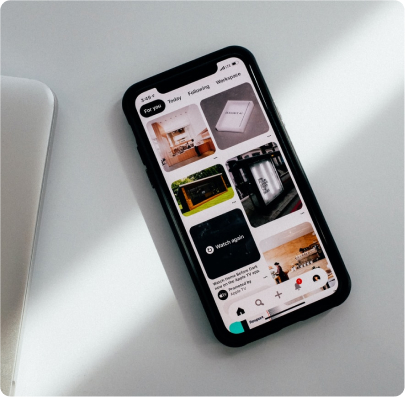 For you
Today
Following
Workspace
Watch again
Watch Home Before Dark
now on the Apple TV app
Promoted by
Apple TV